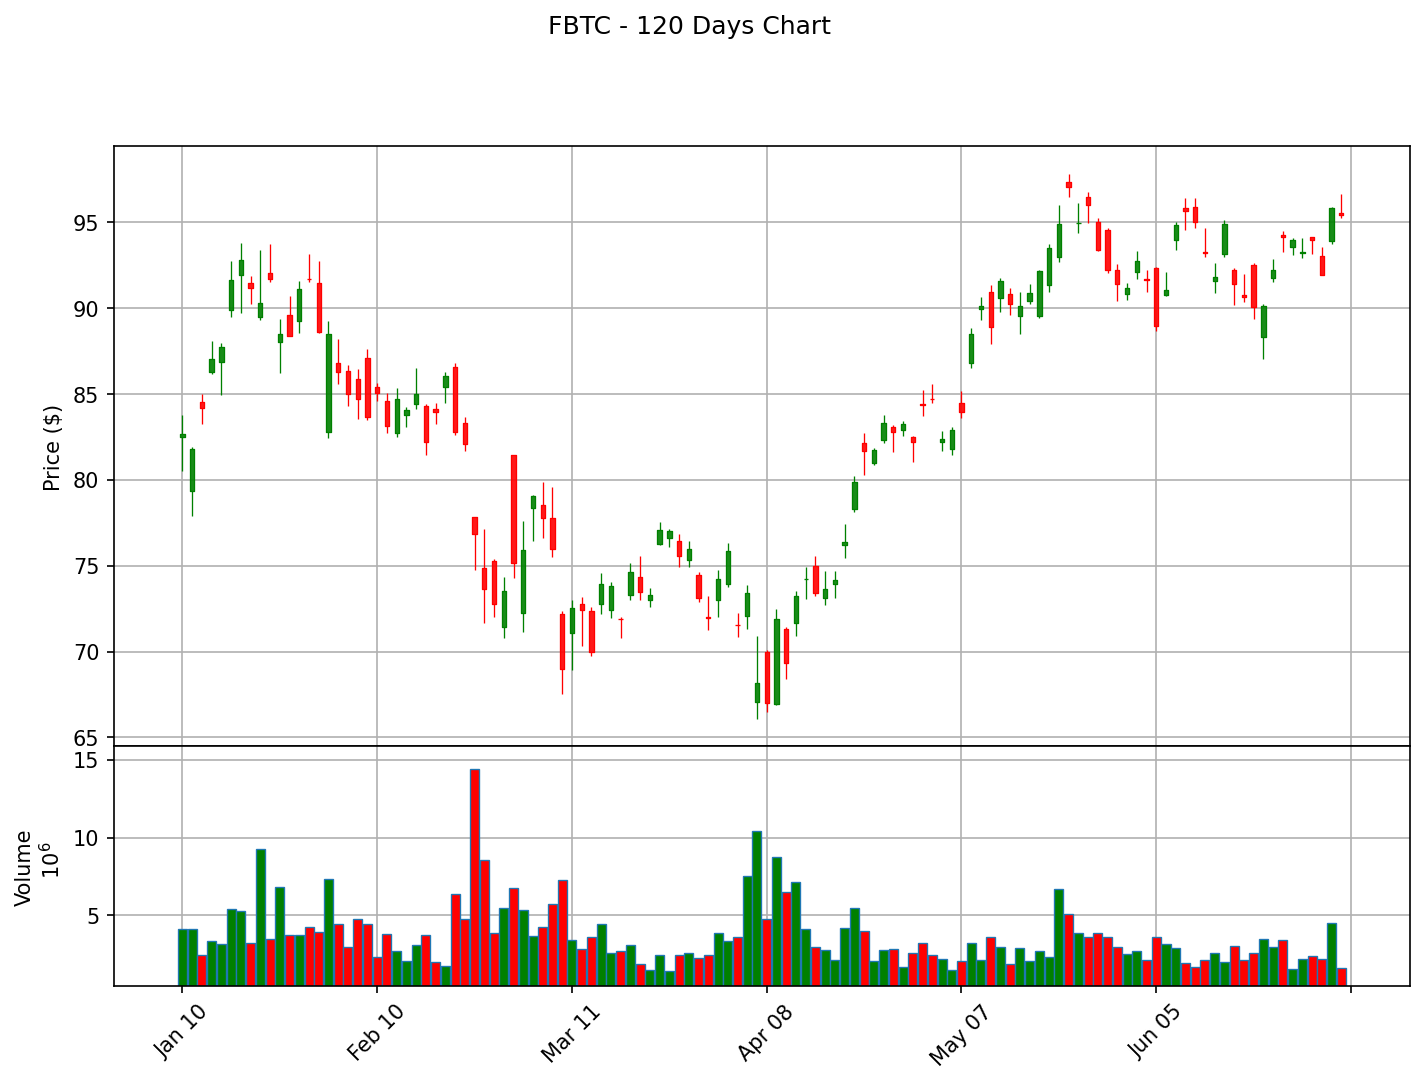 FBTC - 120 Days Chart
Price ($)
95
90
85
80
75
70
65
Volume
10⁶
15
10
5
Jan 10
Feb 10
Mar 11
Apr 08
May 07
Jun 05